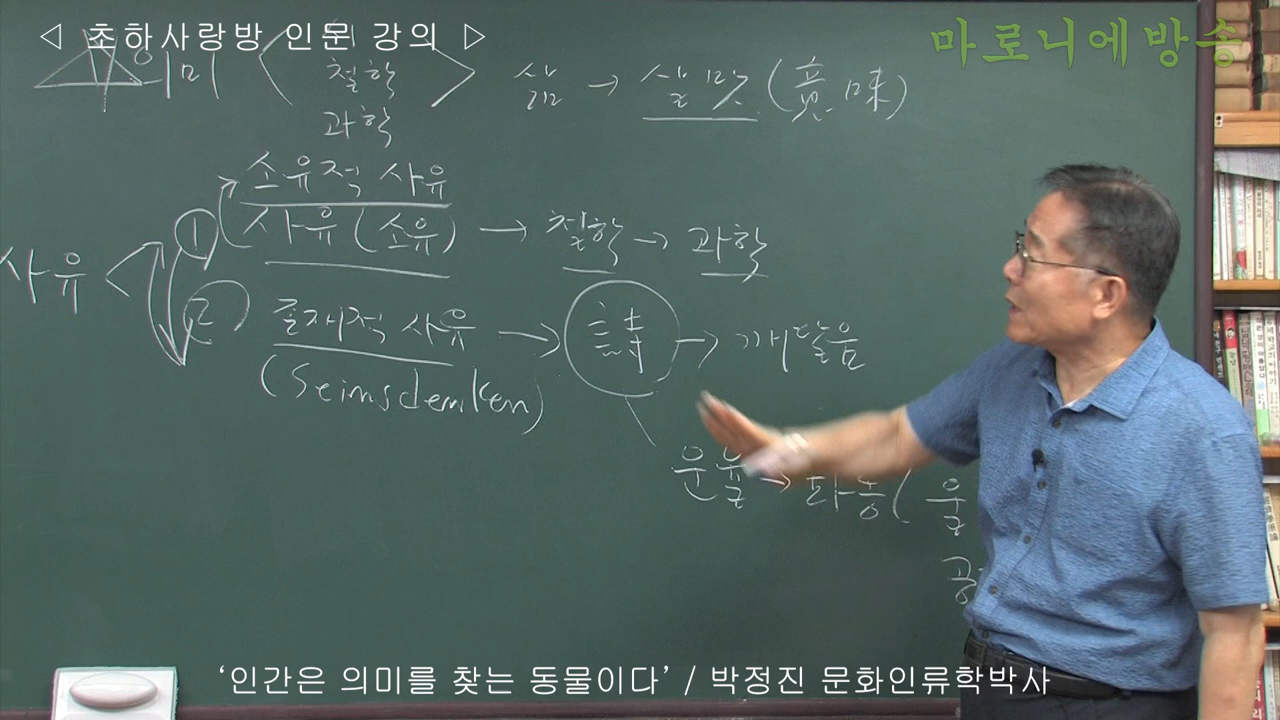 ◁ 초하사랑방 인문 강의 ▷
마로니에방송
의미
철학
과학
삶 → 살맛 (意味)
소유적 사유
사유 < ① (사유 (소유) → 철학 → 과학
② 존재적 사유 → 詩 → 깨달음
(Seinsdenken)
운율 → 파동 (
‘인간은 의미를 찾는 동물이다’ / 박정진 문화인류학박사